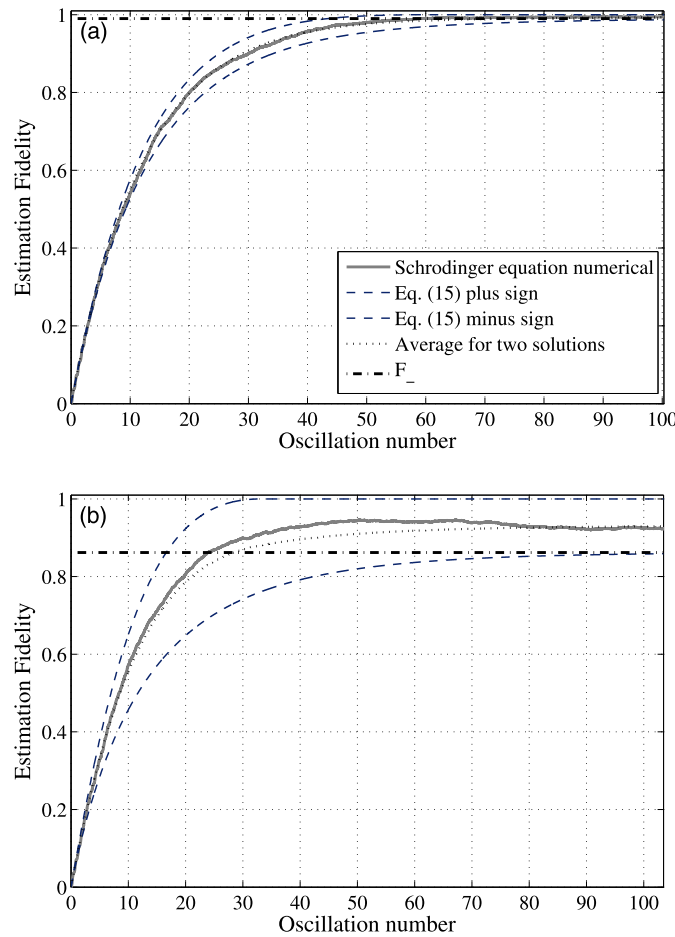 1
(a)
0.8
0.6
0.4
0.2
0
Estimation Fidelity
Schrodinger equation numerical
Eq. (15) plus sign
Eq. (15) minus sign
Average for two solutions
F_
0 10 20 30 40 50 60 70 80 90 100
Oscillation number
1
(b)
0.8
0.6
0.4
0.2
0
Estimation Fidelity
0 10 20 30 40 50 60 70 80 90 100
Oscillation number